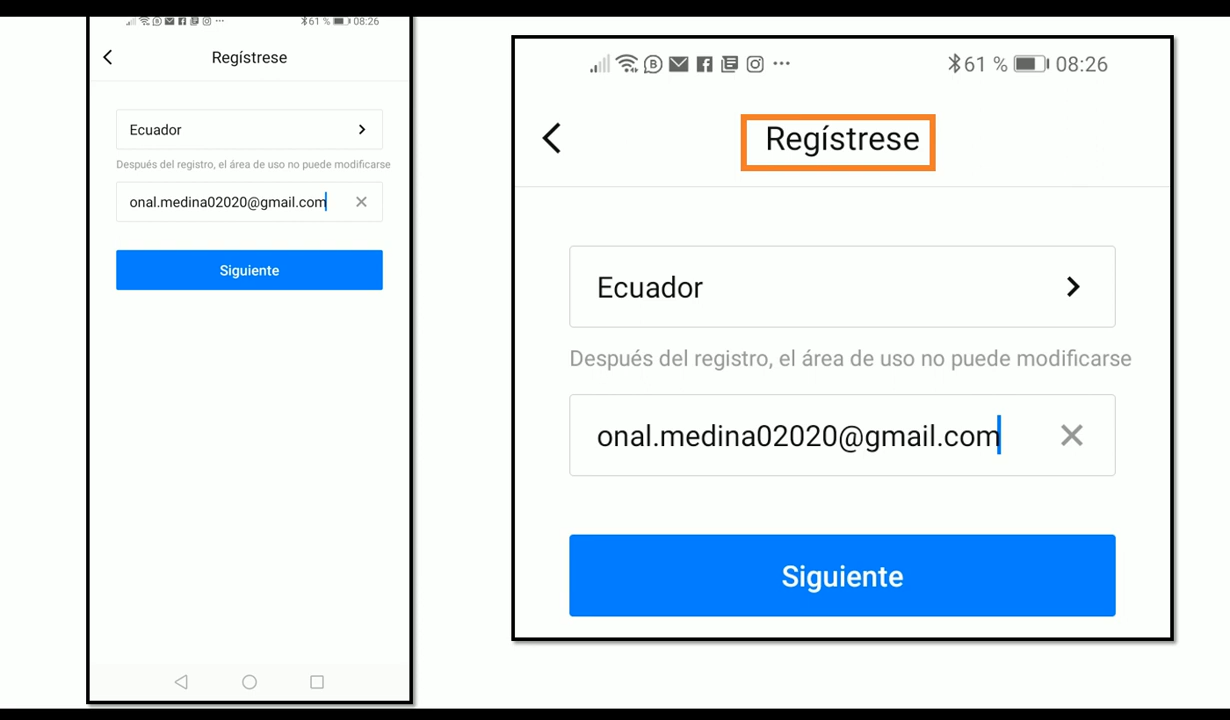 61 % 08:26
Regístrese
Ecuador
Después del registro, el área de uso no puede modificarse
onal.medina02020@gmail.com
Siguiente
61 % 08:26
Regístrese
Ecuador
Después del registro, el área de uso no puede modificarse
onal.medina02020@gmail.com
Siguiente